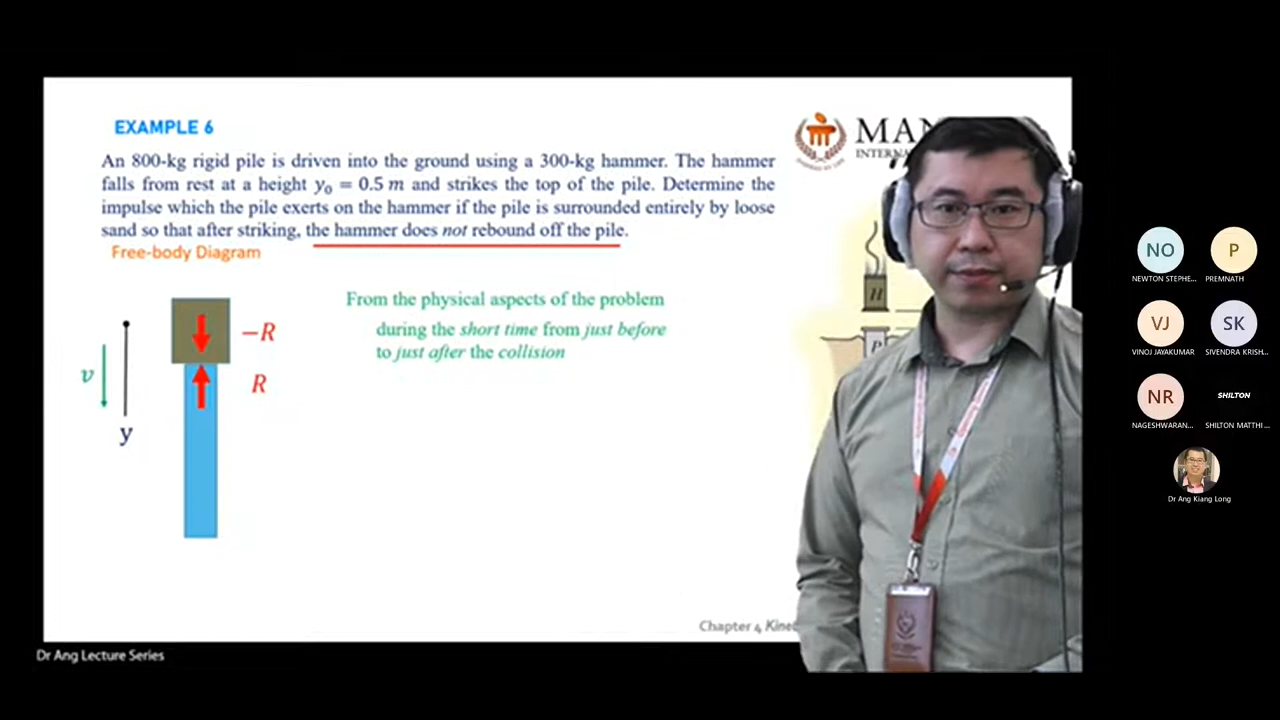 EXAMPLE 6
An 800-kg rigid pile is driven into the ground using a 300-kg hammer. The hammer
falls from rest at a height y₀ = 0.5 m and strikes the top of the pile. Determine the
impulse which the pile exerts on the hammer if the pile is surrounded entirely by loose
sand so that after striking, the hammer does not rebound off the pile.
Free-body Diagram
From the physical aspects of the problem
during the short time from just before
to just after the collision
−R
R
v
y
H
P
Chapter 4
Dr Ang Lecture Series
NO
P
NEWTON STEPHE...
PREMNATH
VJ
SK
VINOJ JAYAKUMAR
SIVENDRA KRISH...
NR
SHILTON
NAGESHWARAN...
SHILTON MATTHI...
Dr Ang Kiang Long